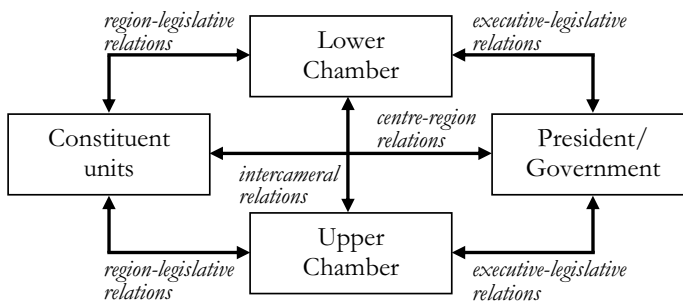 region-legislative
relations
Lower
Chamber
executive-legislative
relations
Constituent
units
centre-region
relations
President/
Government
intercameral
relations
region-legislative
relations
Upper
Chamber
executive-legislative
relations